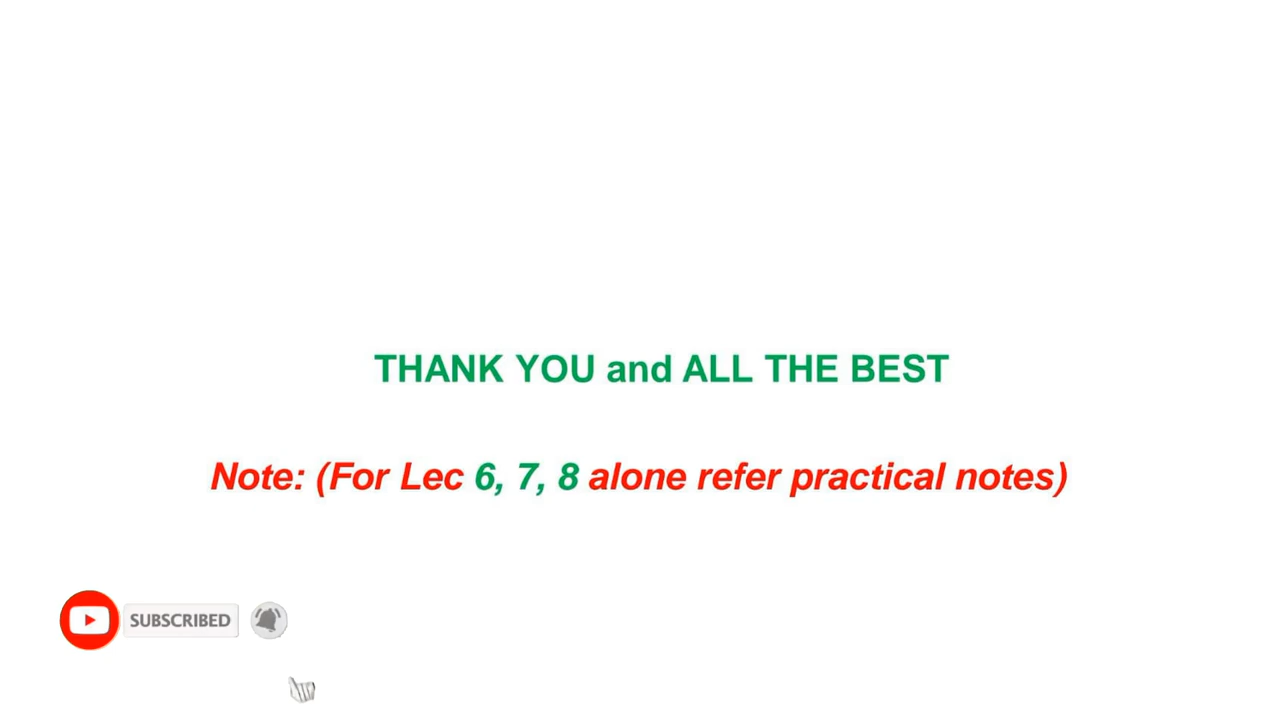 THANK YOU and ALL THE BEST
Note: (For Lec 6, 7, 8 alone refer practical notes)
SUBSCRIBED